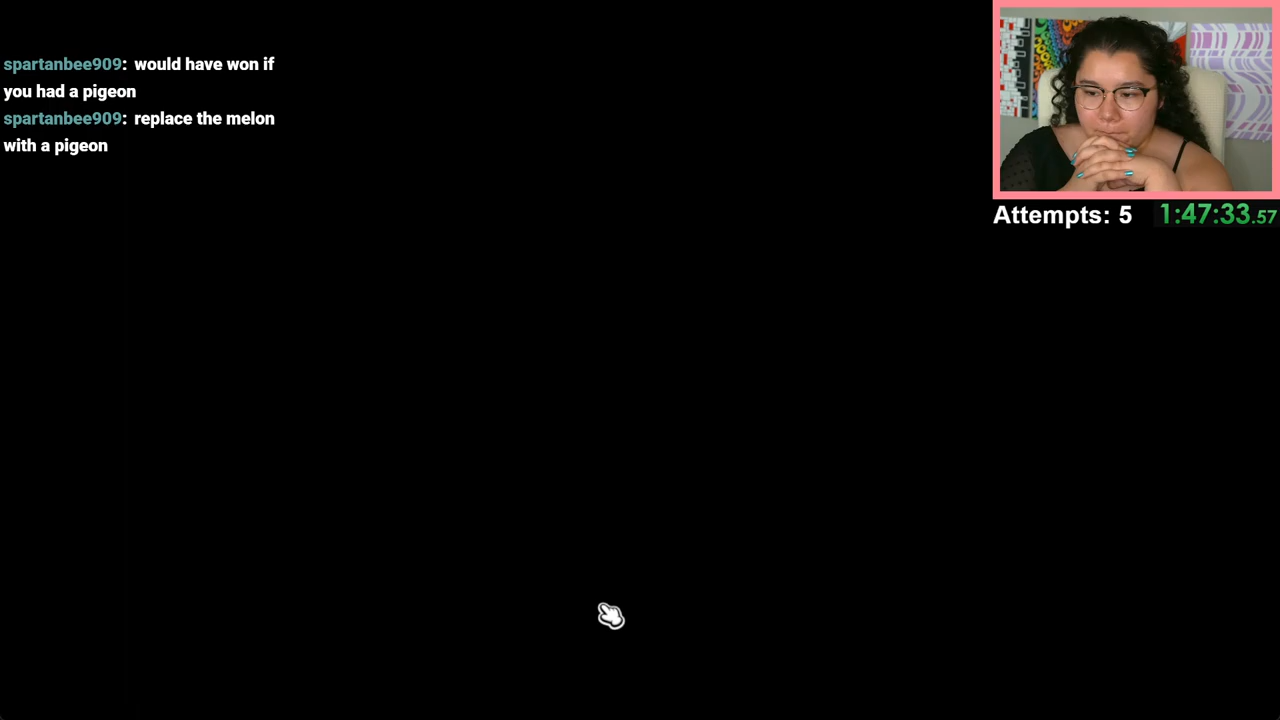 spartanbee909: would have won if
you had a pigeon
spartanbee909: replace the melon
with a pigeon
Attempts: 5 1:47:33.57